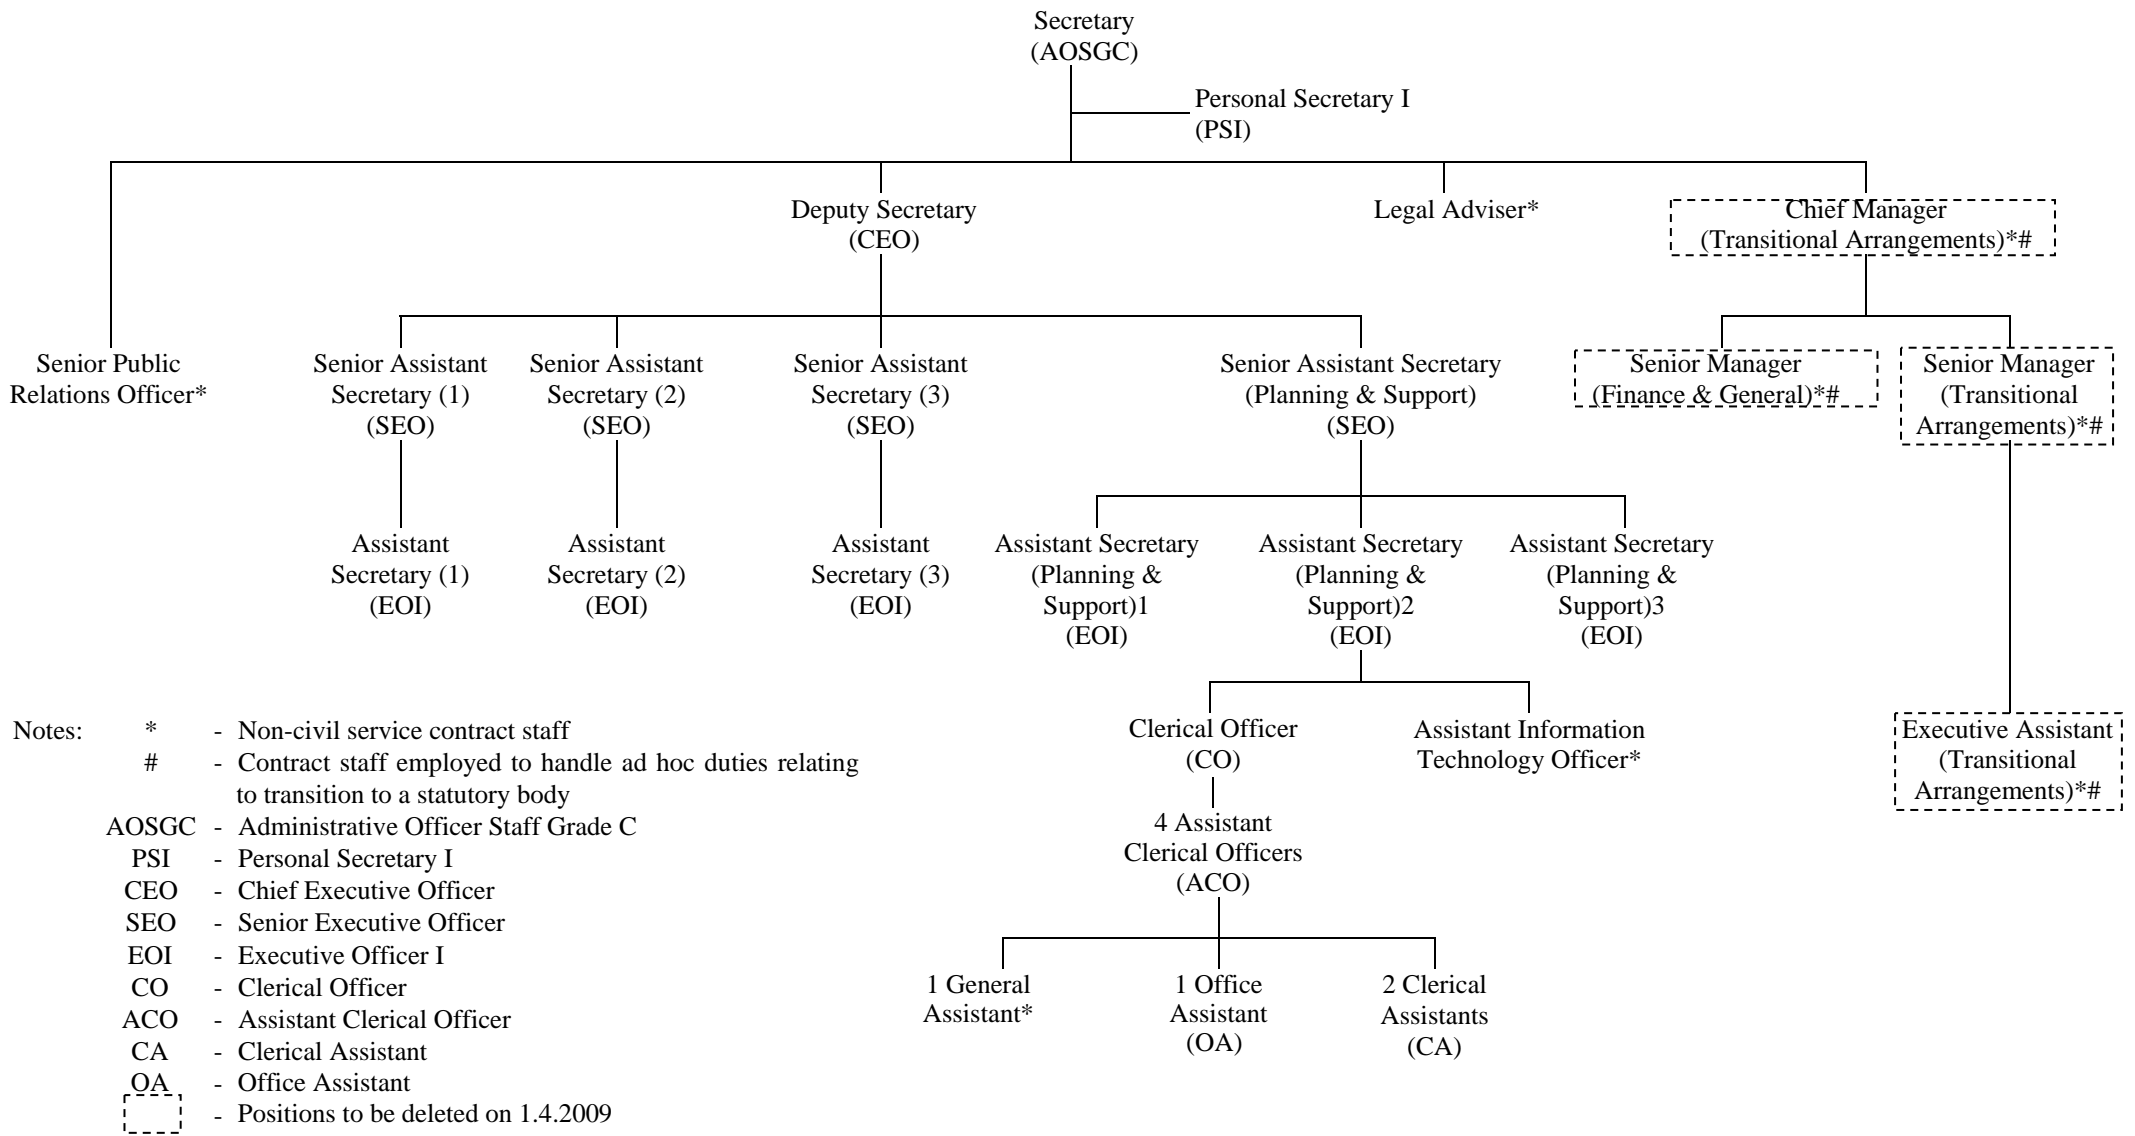 Secretary
(AOSGC)
Personal Secretary I
(PSI)
Deputy Secretary
(CEO)
Legal Adviser*
Chief Manager
(Transitional Arrangements)*#
Senior Public
Relations Officer*
Senior Assistant
Secretary (1)
(SEO)
Senior Assistant
Secretary (2)
(SEO)
Senior Assistant
Secretary (3)
(SEO)
Senior Assistant Secretary
(Planning & Support)
(SEO)
Senior Manager
(Finance & General)*#
Senior Manager
(Transitional
Arrangements)*#
Assistant
Secretary (1)
(EOI)
Assistant
Secretary (2)
(EOI)
Assistant
Secretary (3)
(EOI)
Assistant Secretary
(Planning &
Support)1
(EOI)
Assistant Secretary
(Planning &
Support)2
(EOI)
Assistant Secretary
(Planning &
Support)3
(EOI)
Clerical Officer
(CO)
Assistant Information
Technology Officer*
Executive Assistant
(Transitional
Arrangements)*#
4 Assistant
Clerical Officers
(ACO)
1 General
Assistant*
1 Office
Assistant
(OA)
2 Clerical
Assistants
(CA)
Notes: * - Non-civil service contract staff
# - Contract staff employed to handle ad hoc duties relating
to transition to a statutory body
AOSGC - Administrative Officer Staff Grade C
PSI - Personal Secretary I
CEO - Chief Executive Officer
SEO - Senior Executive Officer
EOI - Executive Officer I
CO - Clerical Officer
ACO - Assistant Clerical Officer
CA - Clerical Assistant
OA - Office Assistant
- Positions to be deleted on 1.4.2009